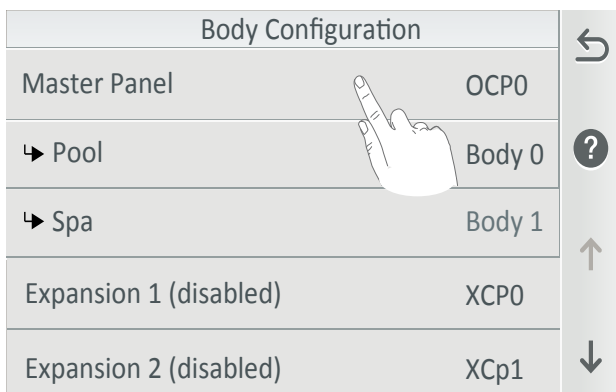 Body Configuration
Master Panel OCP0
Pool Body 0
Spa Body 1
Expansion 1 (disabled) XCP0
Expansion 2 (disabled) XCp1
?